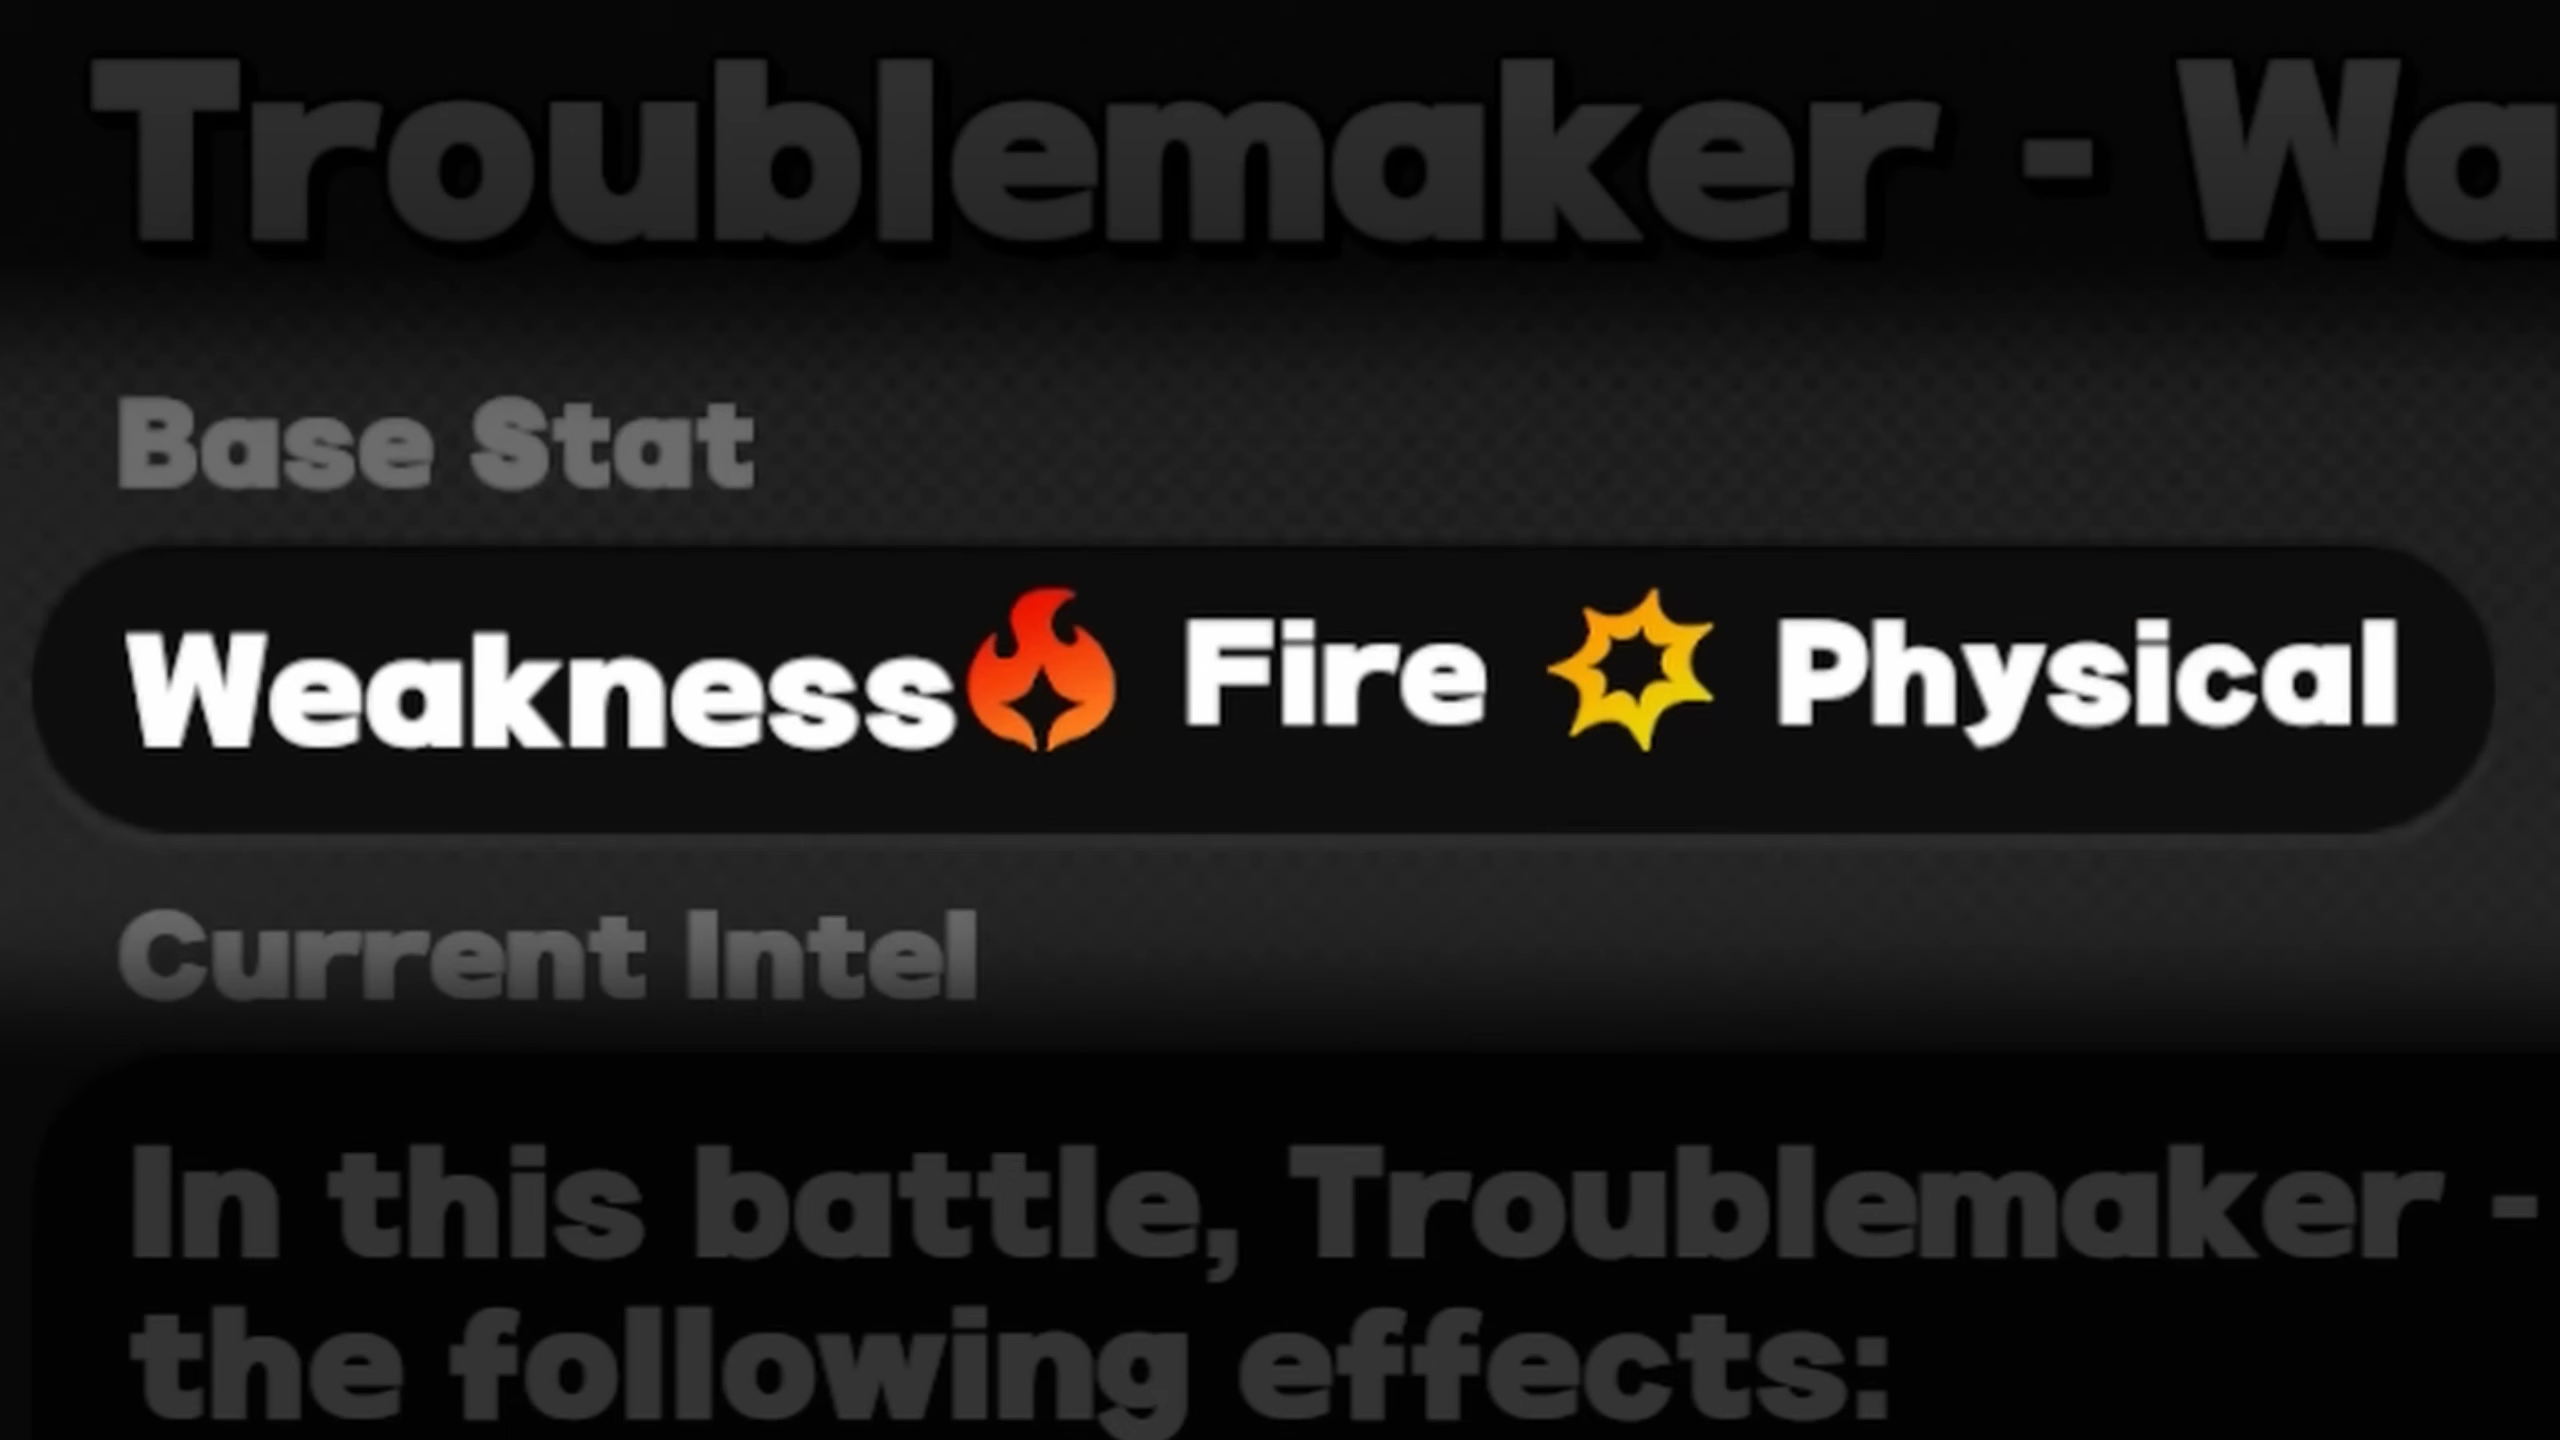 Troublemaker - Wa
Base Stat
Weakness Fire Physical
Current Intel
In this battle, Troublemaker -
the following effects: